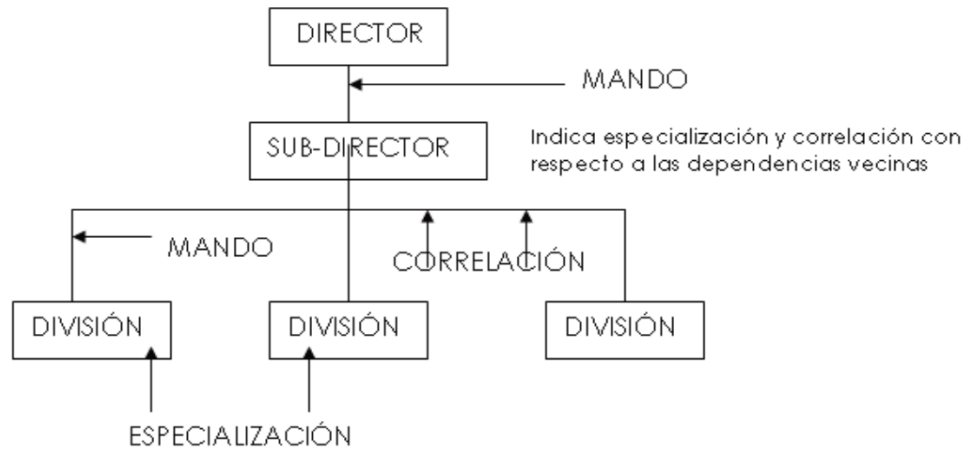 DIRECTOR
MANDO
SUB-DIRECTOR
Indica especialización y correlación con
respecto a las dependencias vecinas
MANDO
CORRELACIÓN
DIVISIÓN
DIVISIÓN
DIVISIÓN
ESPECIALIZACIÓN